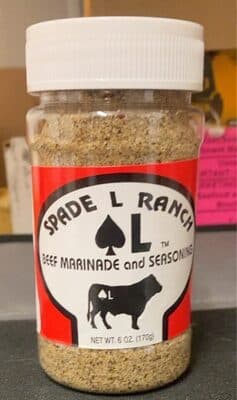 SPADE L RANCH
♠L ™
BEEF MARINADE and SEASONING
♠L
NET WT. 6 OZ. (170g)